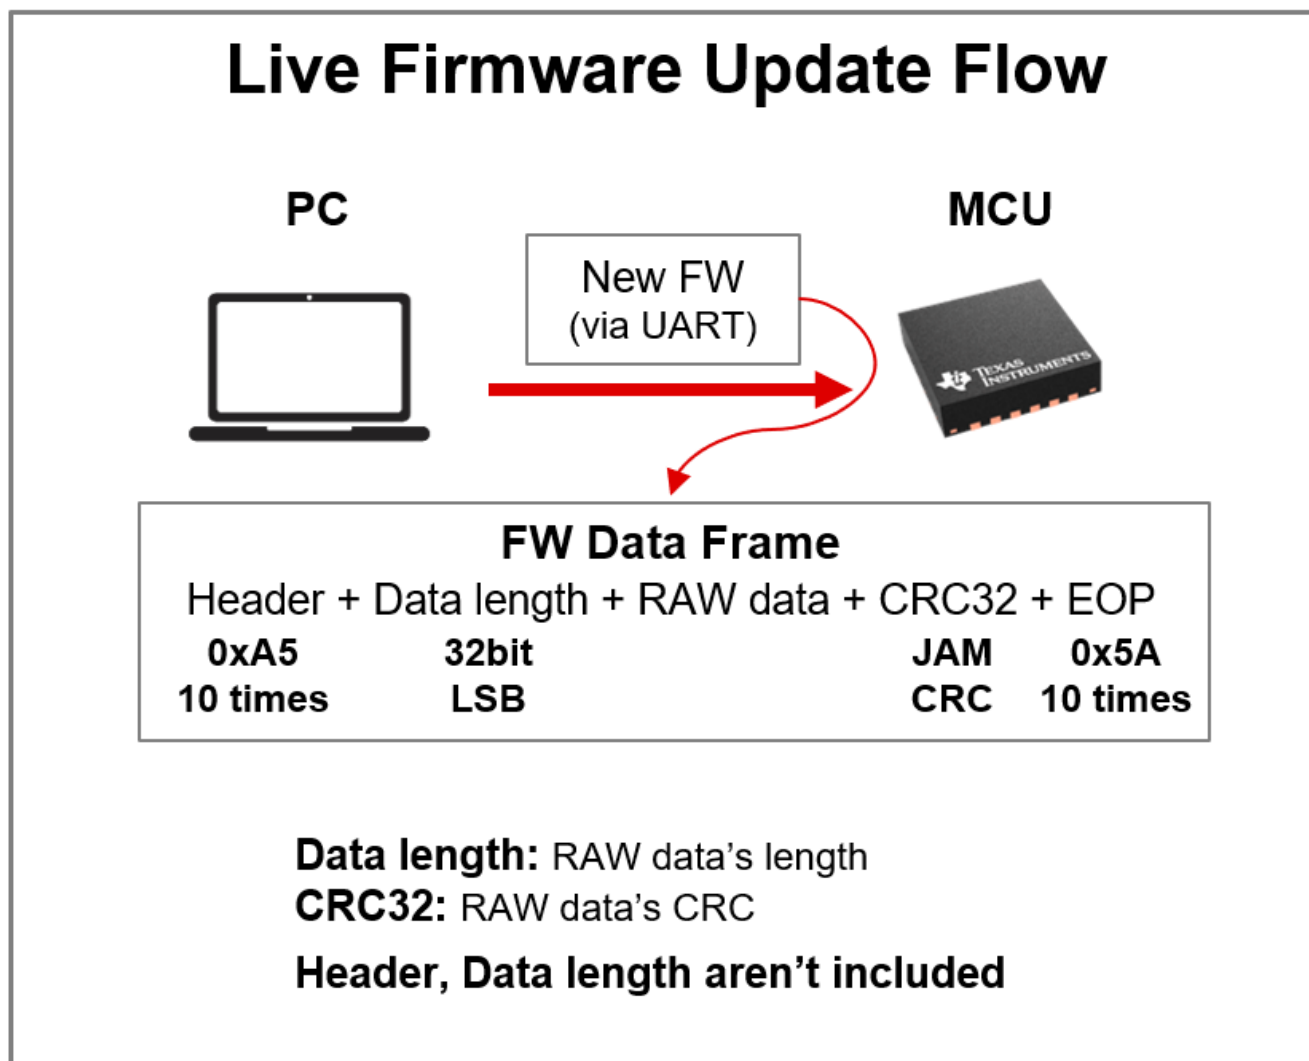 Live Firmware Update Flow
PC
MCU
New FW
(via UART)
TEXAS
INSTRUMENTS
FW Data Frame
Header + Data length + RAW data + CRC32 + EOP
0xA5 32bit JAM 0x5A
10 times LSB CRC 10 times
Data length: RAW data’s length
CRC32: RAW data’s CRC
Header, Data length aren’t included